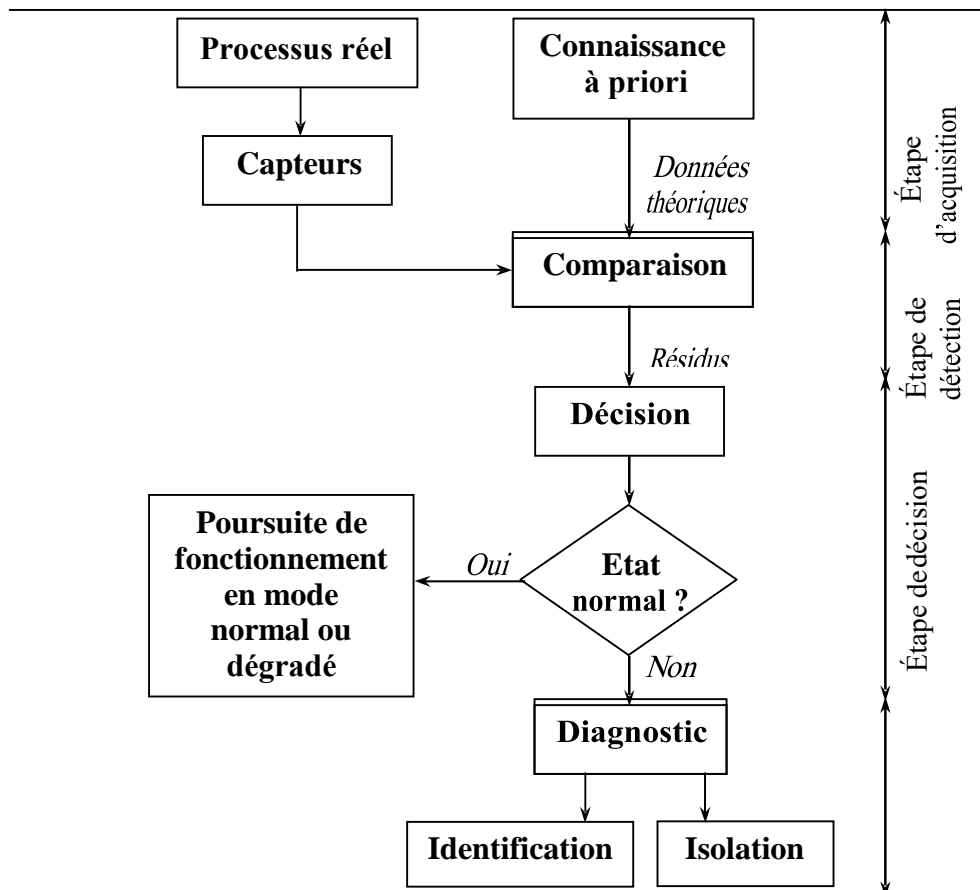 Processus réel
Connaissance
à priori
Capteurs
Données
théoriques
Comparaison
Résidus
Décision
Etat
normal ?
Oui
Poursuite de
fonctionnement
en mode
normal ou
dégradé
Non
Diagnostic
Identification
Isolation
Étape
d'acquisition
Étape de
détection
Étape de décision